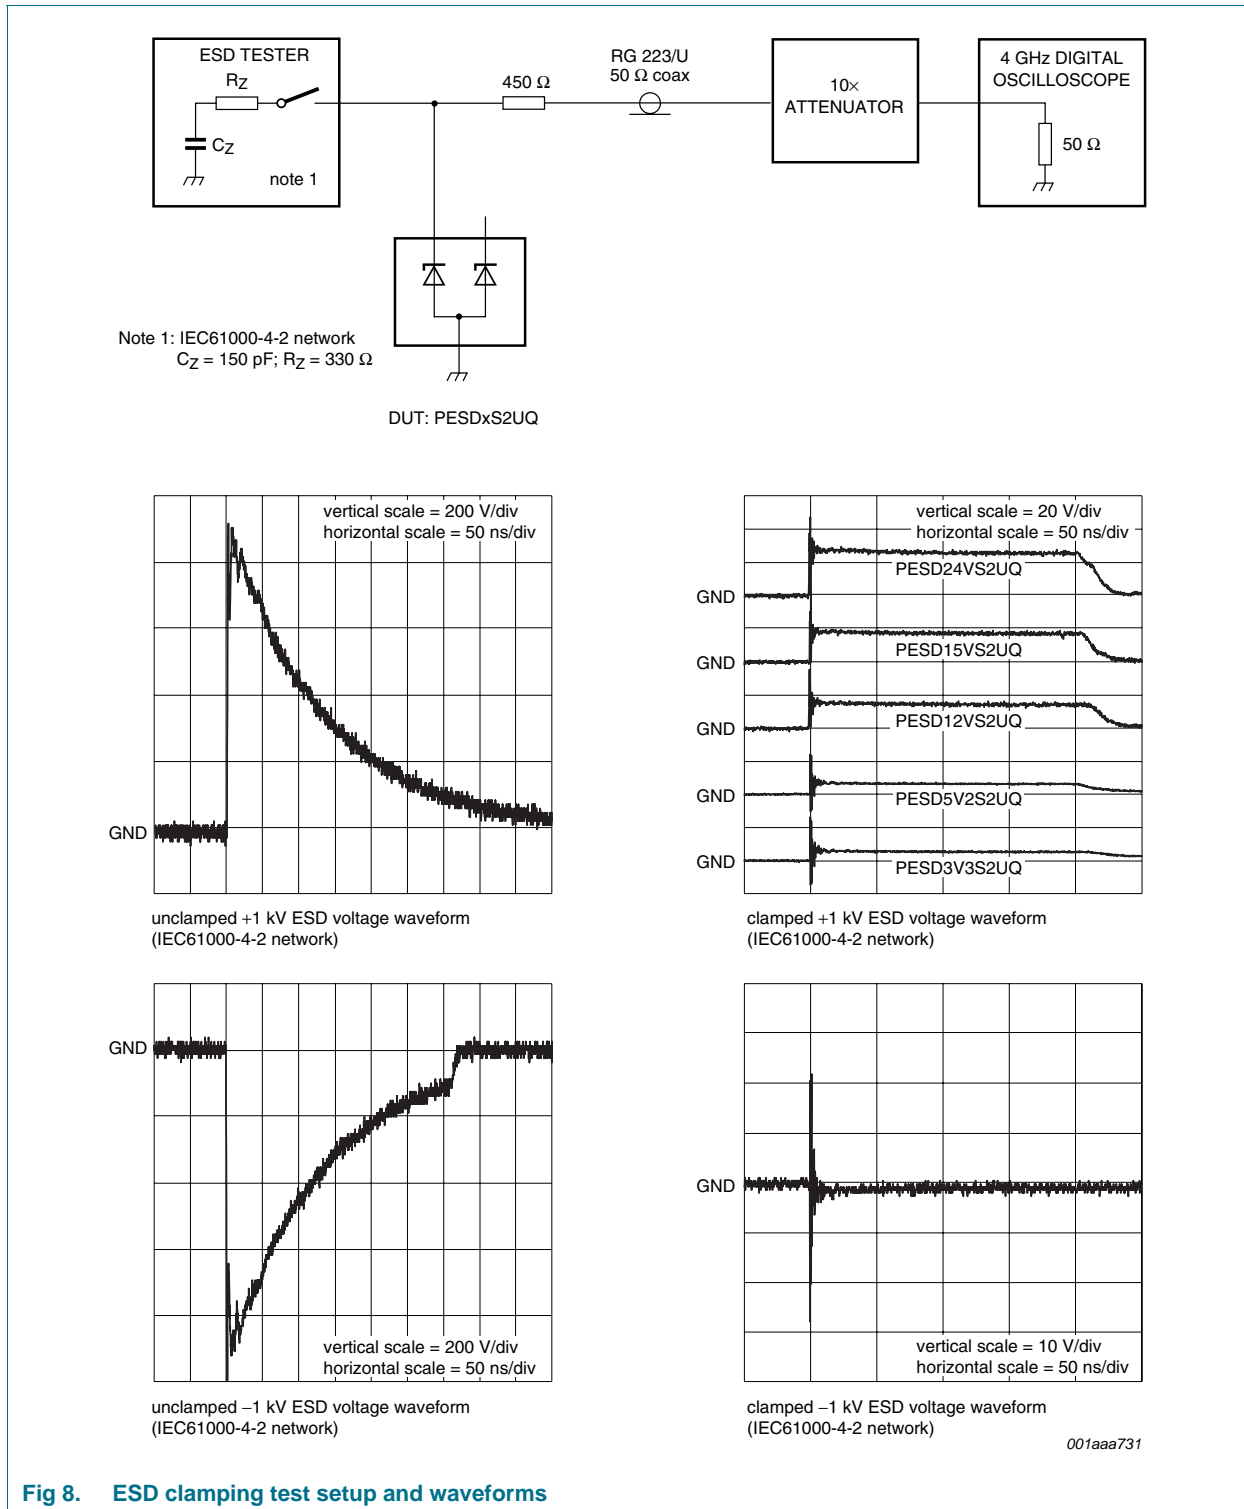 ESD TESTER
RZ
CZ
note 1
450 Ω
RG 223/U
50 Ω coax
10×
ATTENUATOR
4 GHz DIGITAL
OSCILLOSCOPE
50 Ω
Note 1: IEC61000-4-2 network
CZ = 150 pF; RZ = 330 Ω
DUT: PESDxS2UQ
vertical scale = 200 V/div
horizontal scale = 50 ns/div
GND
unclamped +1 kV ESD voltage waveform
(IEC61000-4-2 network)
vertical scale = 20 V/div
horizontal scale = 50 ns/div
GND
PESD24VS2UQ
GND
PESD15VS2UQ
GND
PESD12VS2UQ
GND
PESD5V2S2UQ
GND
PESD3V3S2UQ
clamped +1 kV ESD voltage waveform
(IEC61000-4-2 network)
GND
vertical scale = 200 V/div
horizontal scale = 50 ns/div
unclamped −1 kV ESD voltage waveform
(IEC61000-4-2 network)
GND
vertical scale = 10 V/div
horizontal scale = 50 ns/div
clamped −1 kV ESD voltage waveform
(IEC61000-4-2 network)
001aaa731
Fig 8. ESD clamping test setup and waveforms